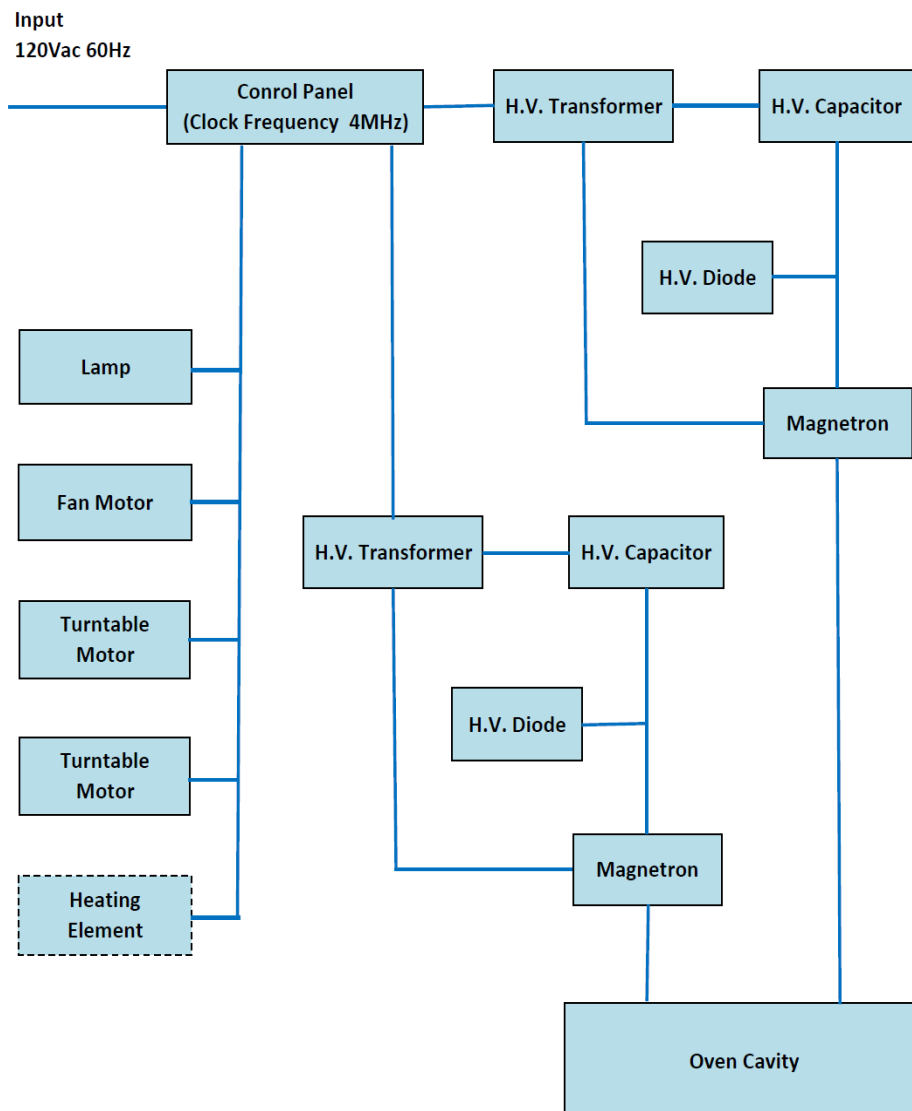 Input
120Vac 60Hz
Conrol Panel
(Clock Frequency 4MHz)
H.V. Transformer
H.V. Capacitor
H.V. Diode
Lamp
Magnetron
Fan Motor
H.V. Transformer
H.V. Capacitor
Turntable
Motor
H.V. Diode
Turntable
Motor
Magnetron
Heating
Element
Oven Cavity